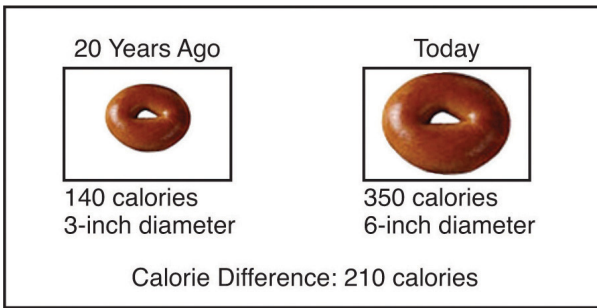 20 Years Ago
Today
140 calories
3-inch diameter
350 calories
6-inch diameter
Calorie Difference: 210 calories